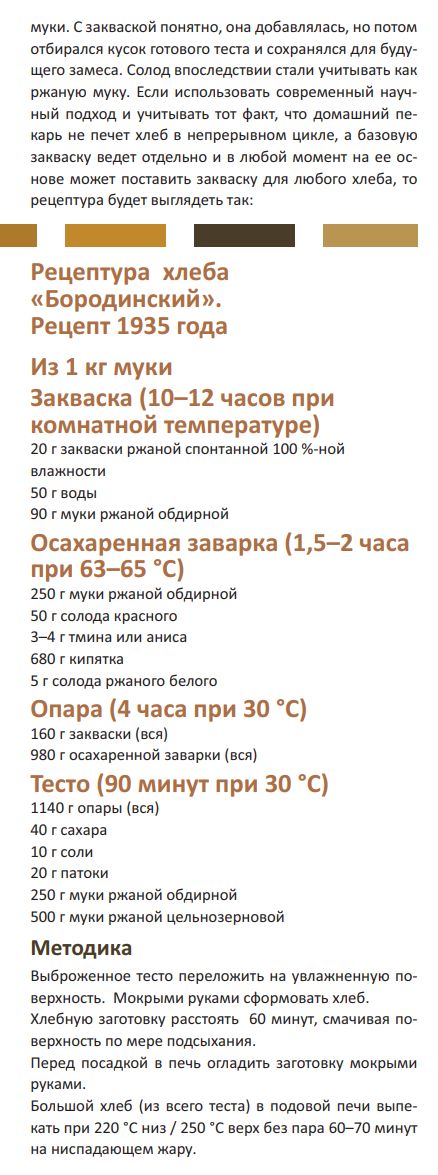 муки. С закваской понятно, она добавлялась, но потом
отбирался кусок готового теста и сохранялся для буду-
щего замеса. Солод впоследствии стали учитывать как
ржаную муку. Если использовать современный науч-
ный подход и учитывать тот факт, что домашний пе-
карь не печет хлеб в непрерывном цикле, а базовую
закваску ведет отдельно и в любой момент на ее ос-
нове может поставить закваску для любого хлеба, то
рецептура будет выглядеть так:
Рецептура хлеба
«Бородинский».
Рецепт 1935 года
Из 1 кг муки
Закваска (10–12 часов при
комнатной температуре)
20 г закваски ржаной спонтанной 100 %-ной
влажности
50 г воды
90 г муки ржаной обдирной
Осахаренная заварка (1,5–2 часа
при 63–65 °С)
250 г муки ржаной обдирной
50 г солода красного
3–4 г тмина или аниса
680 г кипятка
5 г солода ржаного белого
Опара (4 часа при 30 °С)
160 г закваски (вся)
980 г осахаренной заварки (вся)
Тесто (90 минут при 30 °С)
1140 г опары (вся)
40 г сахара
10 г соли
20 г патоки
250 г муки ржаной обдирной
500 г муки ржаной цельнозерновой
Методика
Выброженное тесто переложить на увлажненную по-
верхность. Мокрыми руками сформовать хлеб.
Хлебную заготовку расстоять 60 минут, смачивая по-
верхность по мере подсыхания.
Перед посадкой в печь огладить заготовку мокрыми
руками.
Большой хлеб (из всего теста) в подовой печи выпе-
кать при 220 °С низ / 250 °С верх без пара 60–70 минут
на ниспадающем жару.